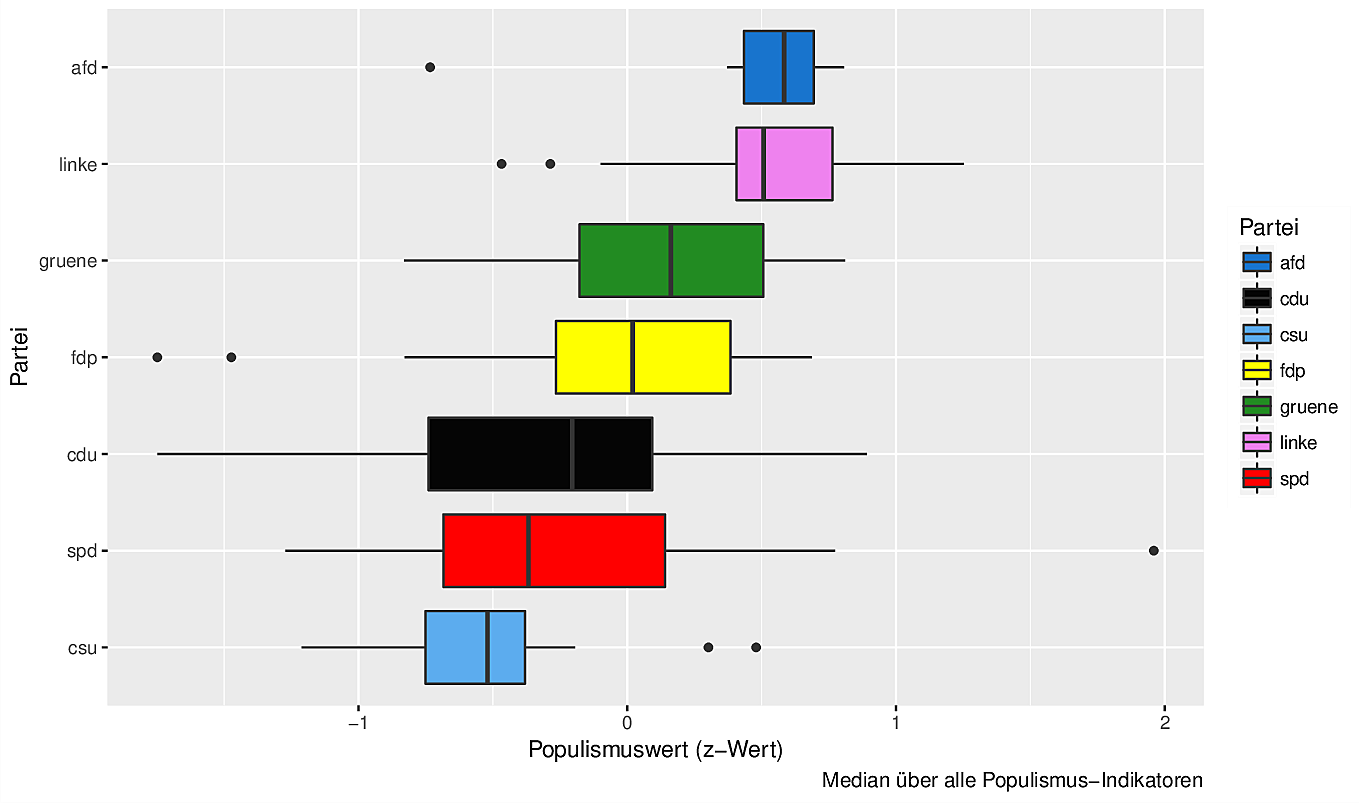 afd
linke
gruene
fdp
cdu
spd
csu
Partei
−1
0
1
2
Populismuswert (z−Wert)
Median über alle Populismus−Indikatoren
Partei
afd
cdu
csu
fdp
gruene
linke
spd